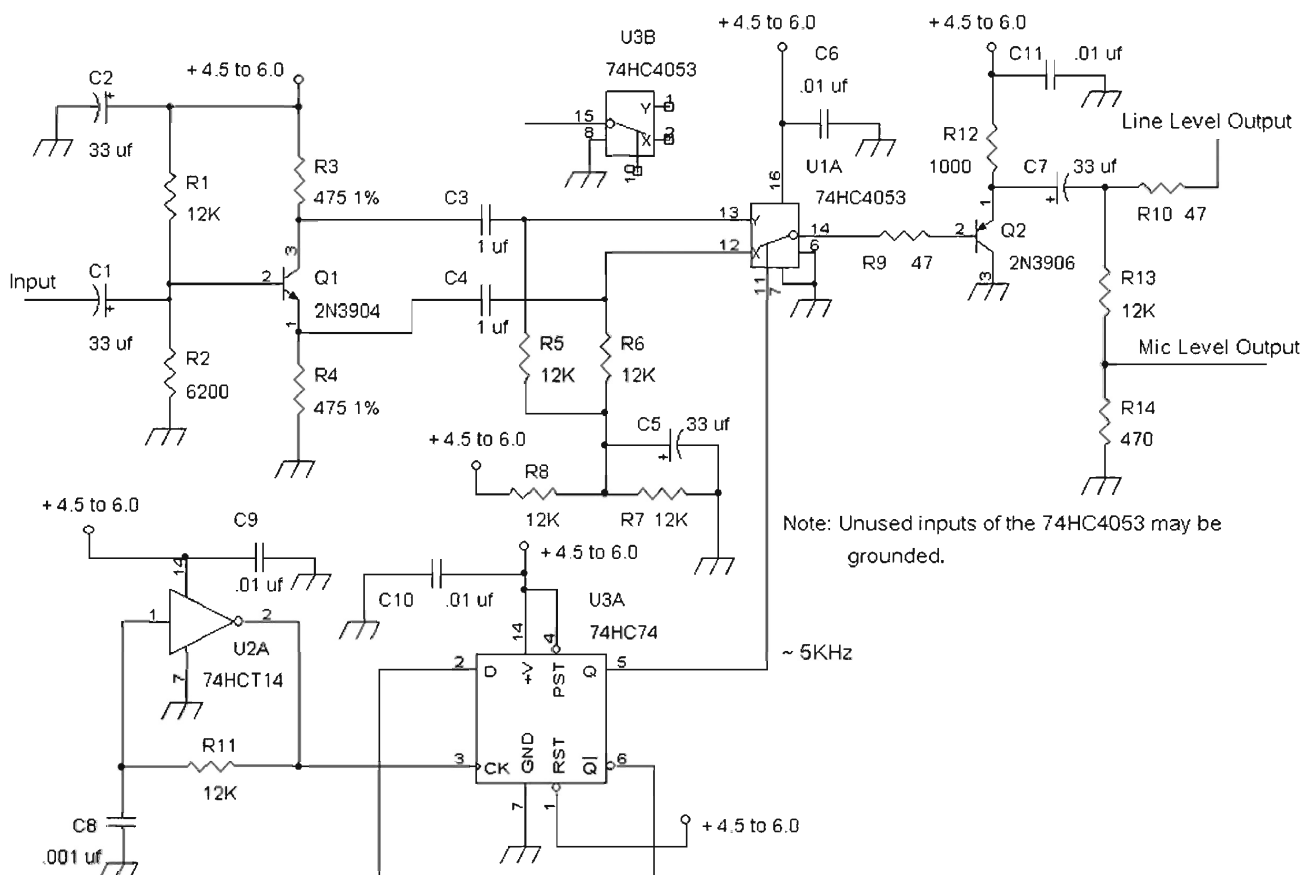 + 4.5 to 6.0
C2
33 uf
R1
12K
Input
C1
33 uf
R2
6200
+ 4.5 to 6.0
R3
475 1%
3
2
Q1
2N3904
1
R4
475 1%
U3B
74HC4053
15
8
10
Y
X
1
C3
1 uf
C4
1 uf
R5
12K
R6
12K
+ 4.5 to 6.0
C6
.01 uf
U1A
74HC4053
16
13
Y
12
X
14
6
11
7
R9 47
+ 4.5 to 6.0
C11 .01 uf
R12
1000
C7 33 uf
1
2
Q2
2N3906
3
Line Level Output
R10 47
R13
12K
Mic Level Output
R14
470
C5 33 uf
+ 4.5 to 6.0
R8
12K
R7 12K
Note: Unused inputs of the 74HC4053 may be
grounded.
+ 4.5 to 6.0
C9
.01 uf
14
1
2
U2A
74HCT14
7
R11
12K
C8
.001 uf
+ 4.5 to 6.0
C10 .01 uf
U3A
74HC74
14
4
2
D
+V
PST
Q
5
~ 5KHz
3
CK
GND
RST
QI
6
7
1
+ 4.5 to 6.0